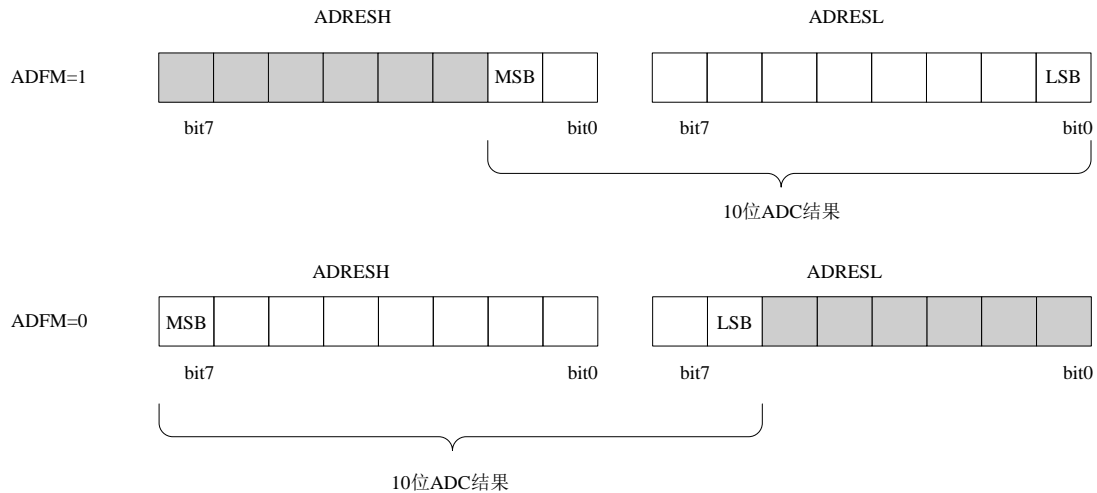 ADRESH ADRESL
ADFM=1 MSB LSB
bit7 bit0 bit7 bit0
10位ADC结果
ADRESH ADRESL
ADFM=0 MSB LSB
bit7 bit0 bit7 bit0
10位ADC结果